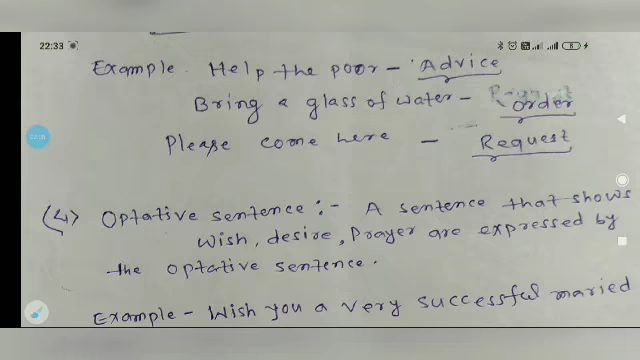 22:33
8
Example. Help the poor - Advice
Bring a glass of water - order
Please come here - Request
(4) Optative sentence :- A sentence that shows
wish, desire, Prayer are expressed by
the optative sentence.
Example - Wish you a very successful maried